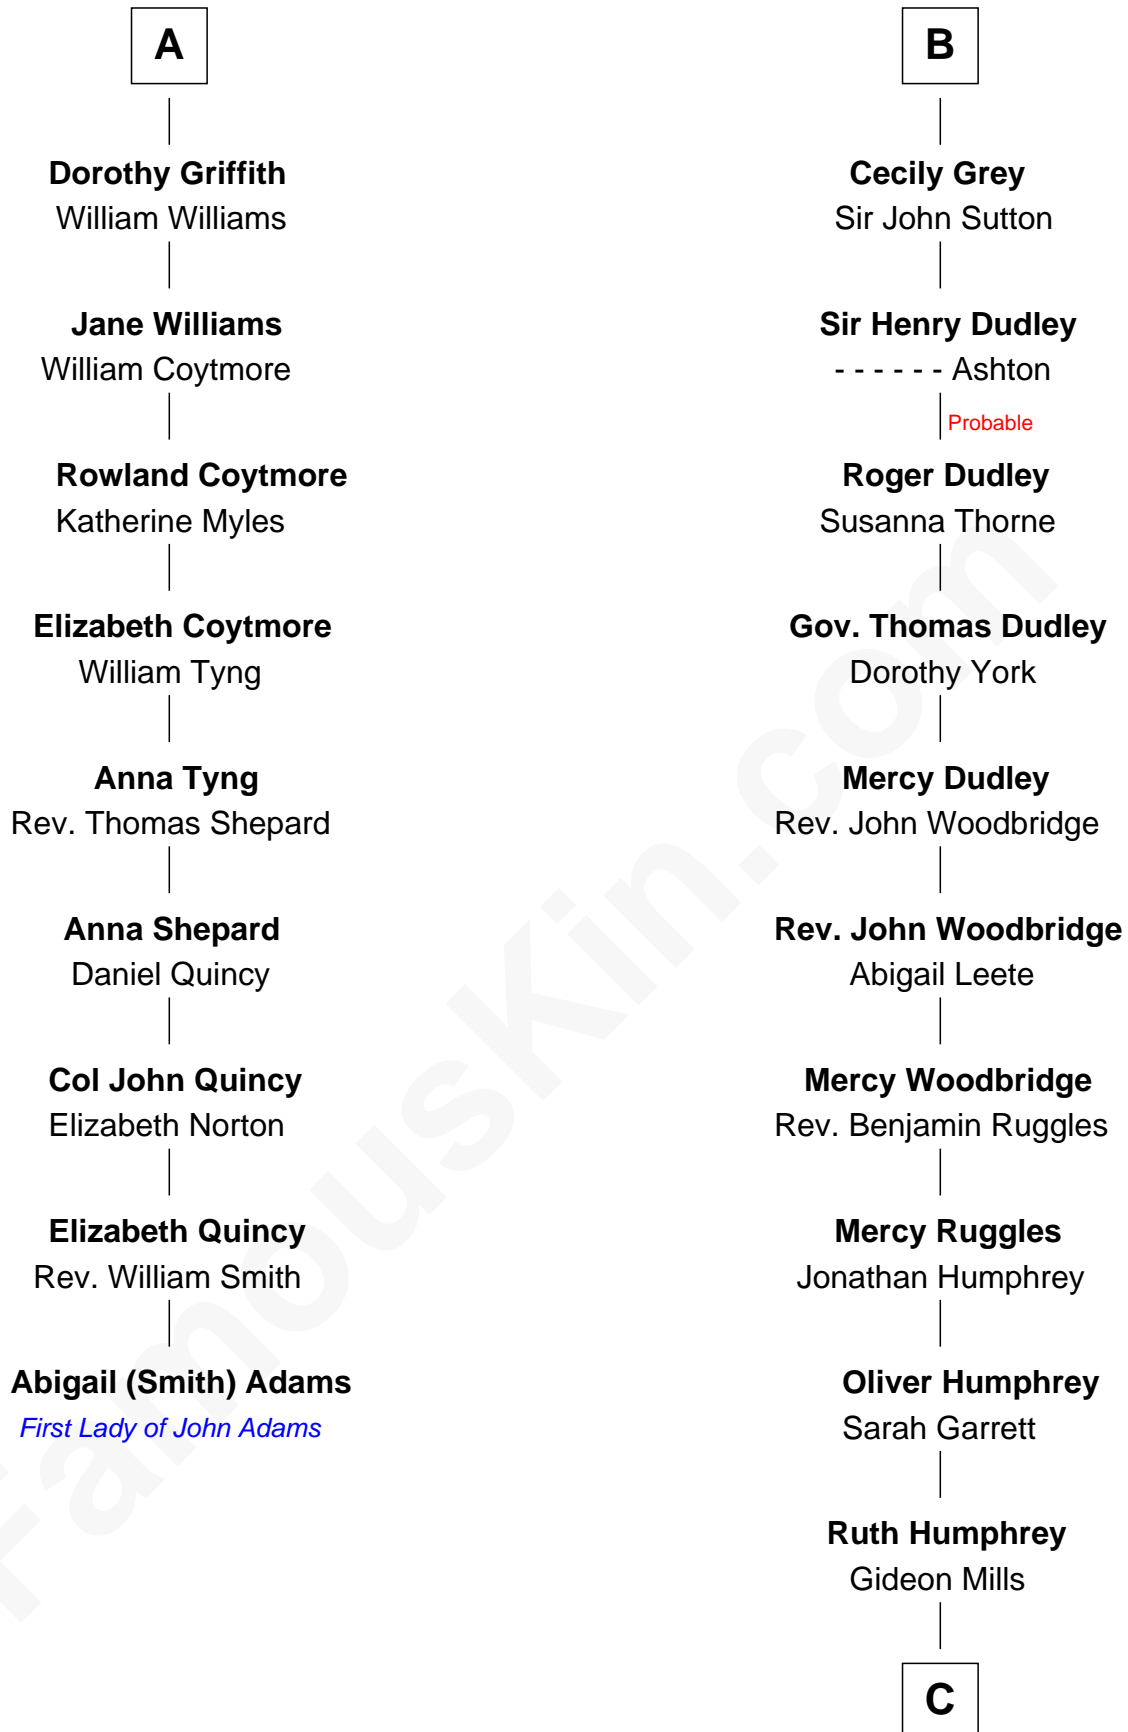 A
Dorothy Griffith
William Williams
Jane Williams
William Coytmore
Rowland Coytmore
Katherine Myles
Elizabeth Coytmore
William Tyng
Anna Tyng
Rev. Thomas Shepard
Anna Shepard
Daniel Quincy
Col John Quincy
Elizabeth Norton
Elizabeth Quincy
Rev. William Smith
Abigail (Smith) Adams
First Lady of John Adams
B
Cecily Grey
Sir John Sutton
Sir Henry Dudley
- - - - - - Ashton
Probable
Roger Dudley
Susanna Thorne
Gov. Thomas Dudley
Dorothy York
Mercy Dudley
Rev. John Woodbridge
Rev. John Woodbridge
Abigail Leete
Mercy Woodbridge
Rev. Benjamin Ruggles
Mercy Ruggles
Jonathan Humphrey
Oliver Humphrey
Sarah Garrett
Ruth Humphrey
Gideon Mills
C
FamousKin.com